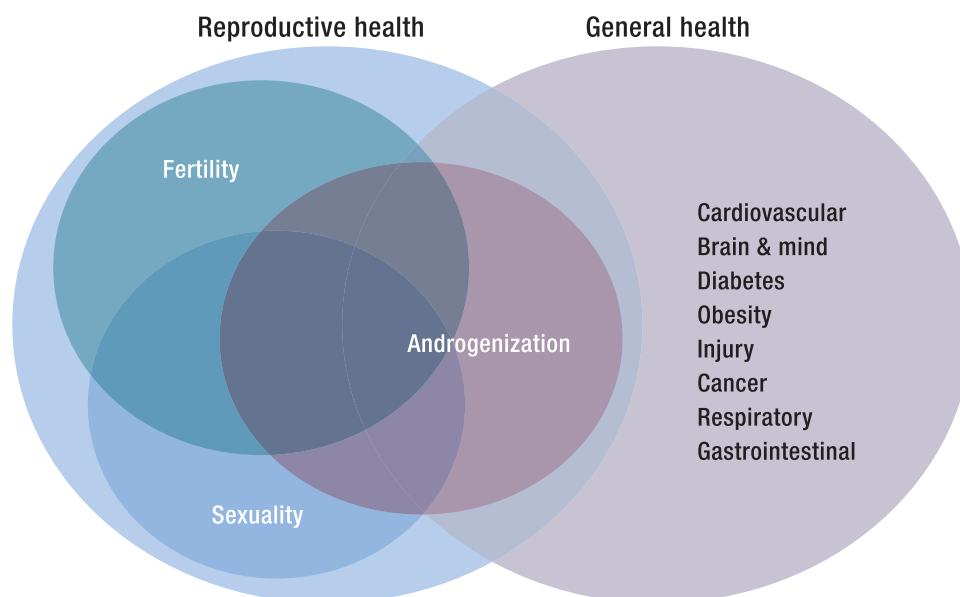 Reproductive health
General health
Fertility
Cardiovascular
Brain & mind
Diabetes
Obesity
Injury
Cancer
Respiratory
Gastrointestinal
Androgenization
Sexuality